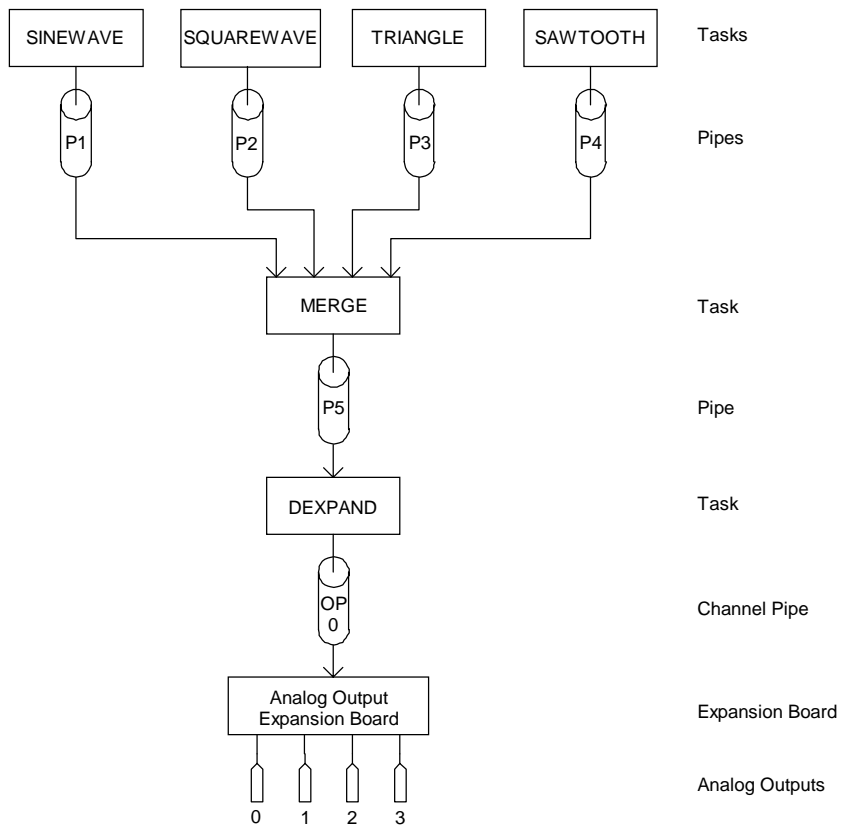 SINEWAVE SQUAREWAVE TRIANGLE SAWTOOTH Tasks
P1 P2 P3 P4 Pipes
MERGE Task
P5 Pipe
DEXPAND Task
OP
0 Channel Pipe
Analog Output
Expansion Board Expansion Board
Analog Outputs
0 1 2 3